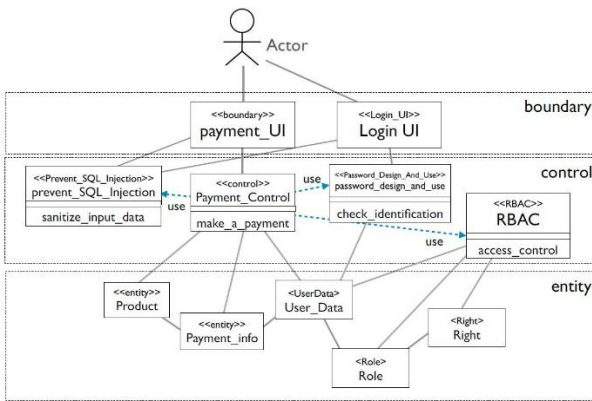 Actor
boundary
<<boundary>>
payment_UI
<<Login_UI>>
Login UI
control
<<Prevent_SQL_Injection>>
prevent_SQL_Injection
sanitize_input_data
use
<<control>>
Payment_Control
make_a_payment
use
<<Password_Design_And_Use>>
password_design_and_use
check_identification
use
<<RBAC>>
RBAC
access_control
entity
<<entity>>
Product
<<entity>>
Payment_info
<UserData>
User_Data
<Role>
Role
<Right>
Right